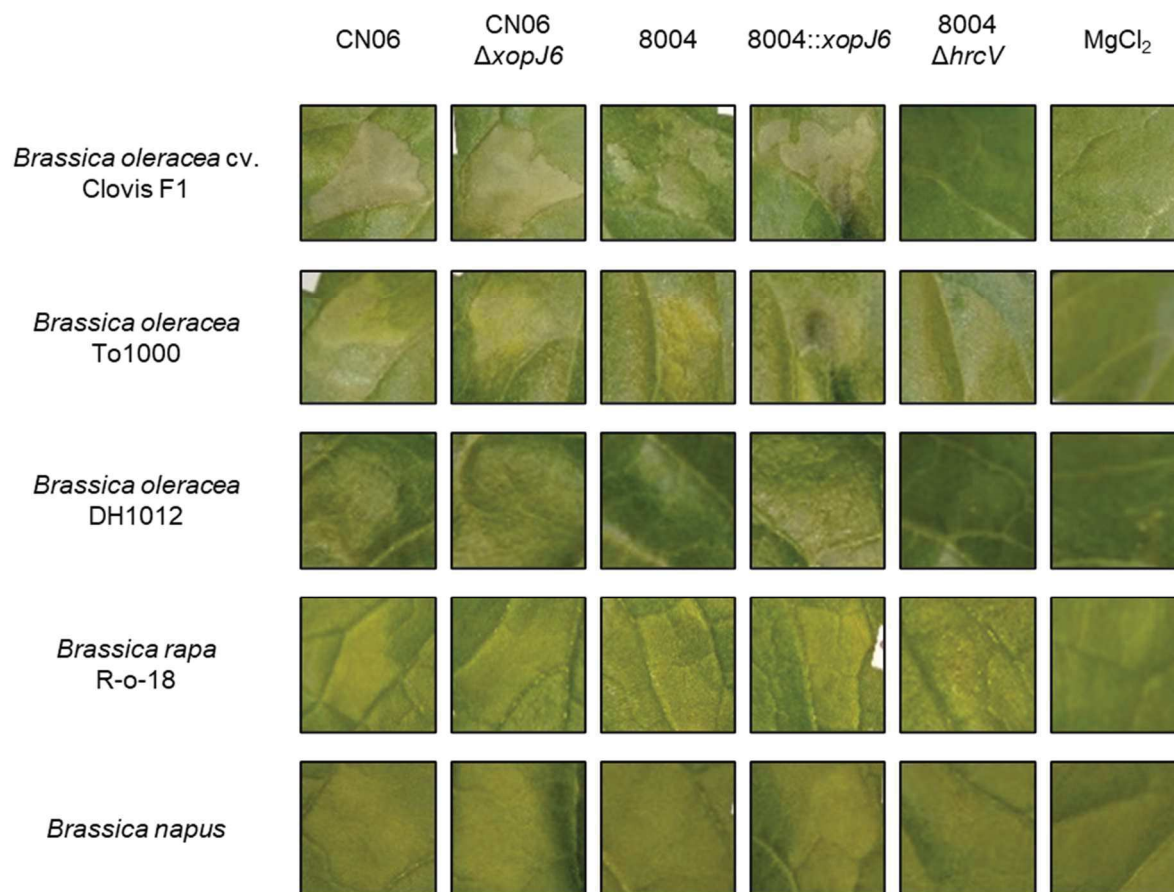 CN06
CN06
ΔxopJ6
8004
8004::xopJ6
8004
ΔhrcV
MgCl₂
Brassica oleracea cv.
Clovis F1
Brassica oleracea
To1000
Brassica oleracea
DH1012
Brassica rapa
R-o-18
Brassica napus